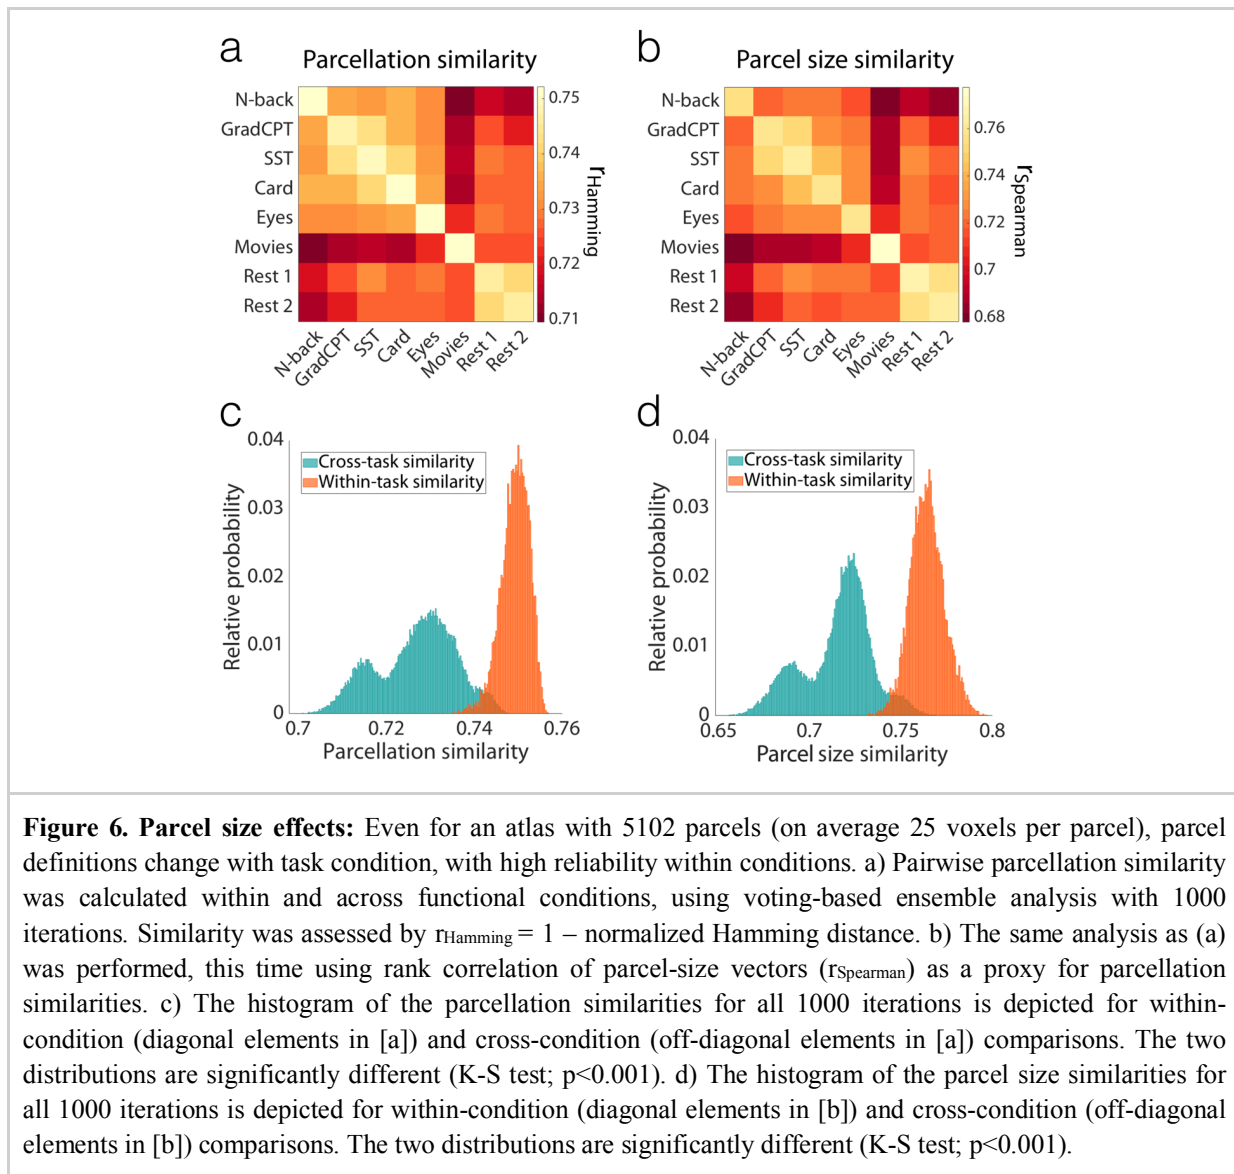 a
Parcellation similarity
N-back
GradCPT
SST
Card
Eyes
Movies
Rest 1
Rest 2
N-back
GradCPT
SST
Card
Eyes
Movies
Rest 1
Rest 2
0.75
0.74
0.73
0.72
0.71
rHamming
b
Parcel size similarity
N-back
GradCPT
SST
Card
Eyes
Movies
Rest 1
Rest 2
N-back
GradCPT
SST
Card
Eyes
Movies
Rest 1
Rest 2
0.76
0.74
0.72
0.7
0.68
rSpearman
c
0.04
0.03
0.02
0.01
0
Relative probability
Cross-task similarity
Within-task similarity
0.7
0.72
0.74
0.76
Parcellation similarity
d
0.04
0.03
0.02
0.01
0
Relative probability
Cross-task similarity
Within-task similarity
0.65
0.7
0.75
0.8
Parcel size similarity
Figure 6. Parcel size effects: Even for an atlas with 5102 parcels (on average 25 voxels per parcel), parcel
definitions change with task condition, with high reliability within conditions. a) Pairwise parcellation similarity
was calculated within and across functional conditions, using voting-based ensemble analysis with 1000
iterations. Similarity was assessed by rHamming = 1 – normalized Hamming distance. b) The same analysis as (a)
was performed, this time using rank correlation of parcel-size vectors (rSpearman) as a proxy for parcellation
similarities. c) The histogram of the parcellation similarities for all 1000 iterations is depicted for within-
condition (diagonal elements in [a]) and cross-condition (off-diagonal elements in [a]) comparisons. The two
distributions are significantly different (K-S test; p<0.001). d) The histogram of the parcel size similarities for
all 1000 iterations is depicted for within-condition (diagonal elements in [b]) and cross-condition (off-diagonal
elements in [b]) comparisons. The two distributions are significantly different (K-S test; p<0.001).